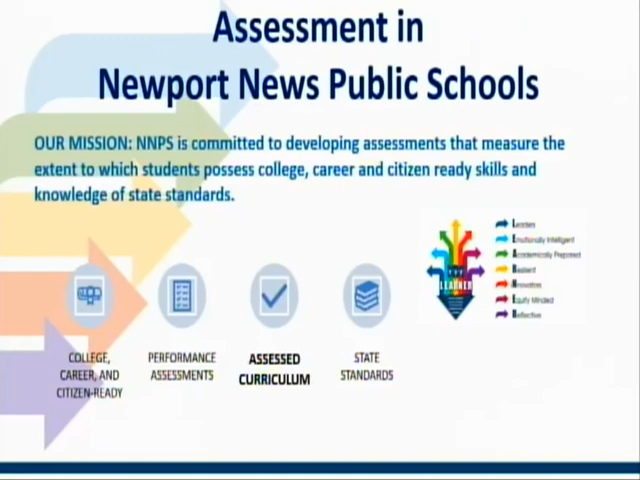 Assessment in
Newport News Public Schools
OUR MISSION: NNPS is committed to developing assessments that measure the
extent to which students possess college, career and citizen ready skills and
knowledge of state standards.
Leaders
Emotionally Intelligent
Academically Prepared
Resilient
iNnovators
Equity Minded
Reflective
LEARNER
COLLEGE,
CAREER, AND
CITIZEN-READY
PERFORMANCE
ASSESSMENTS
ASSESSED
CURRICULUM
STATE
STANDARDS